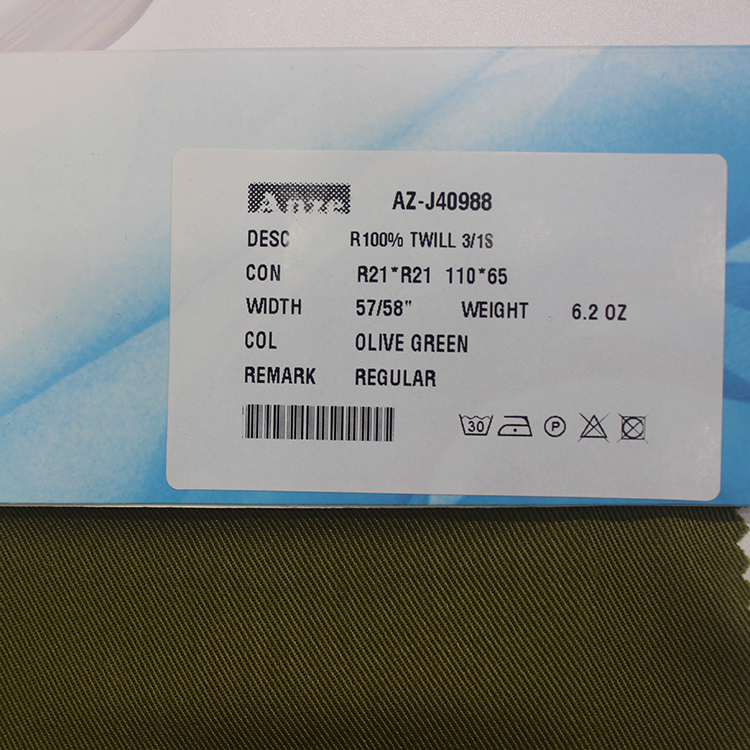 Anze AZ-J40988
DESC R100% TWILL 3/1S
CON R21*R21 110*65
WIDTH 57/58" WEIGHT 6.2 OZ
COL OLIVE GREEN
REMARK REGULAR
30 P